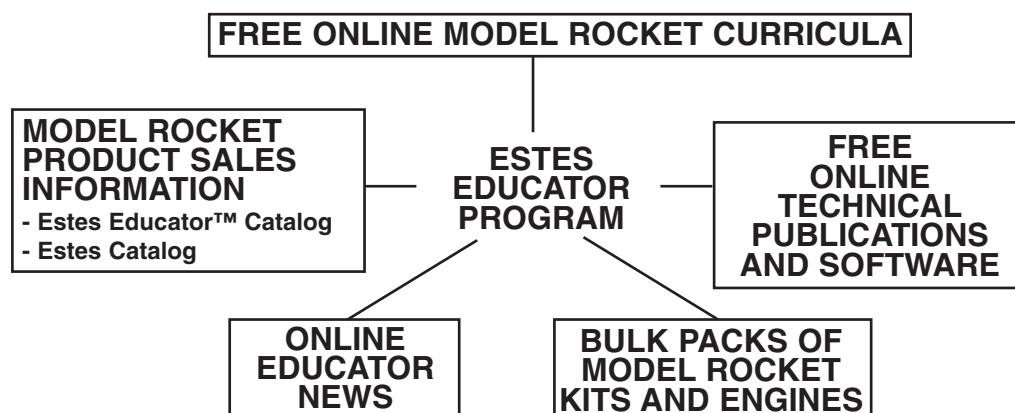 FREE ONLINE MODEL ROCKET CURRICULA
MODEL ROCKET
PRODUCT SALES
INFORMATION
- Estes Educator™ Catalog
- Estes Catalog
ESTES
EDUCATOR
PROGRAM
FREE
ONLINE
TECHNICAL
PUBLICATIONS
AND SOFTWARE
ONLINE
EDUCATOR
NEWS
BULK PACKS OF
MODEL ROCKET
KITS AND ENGINES